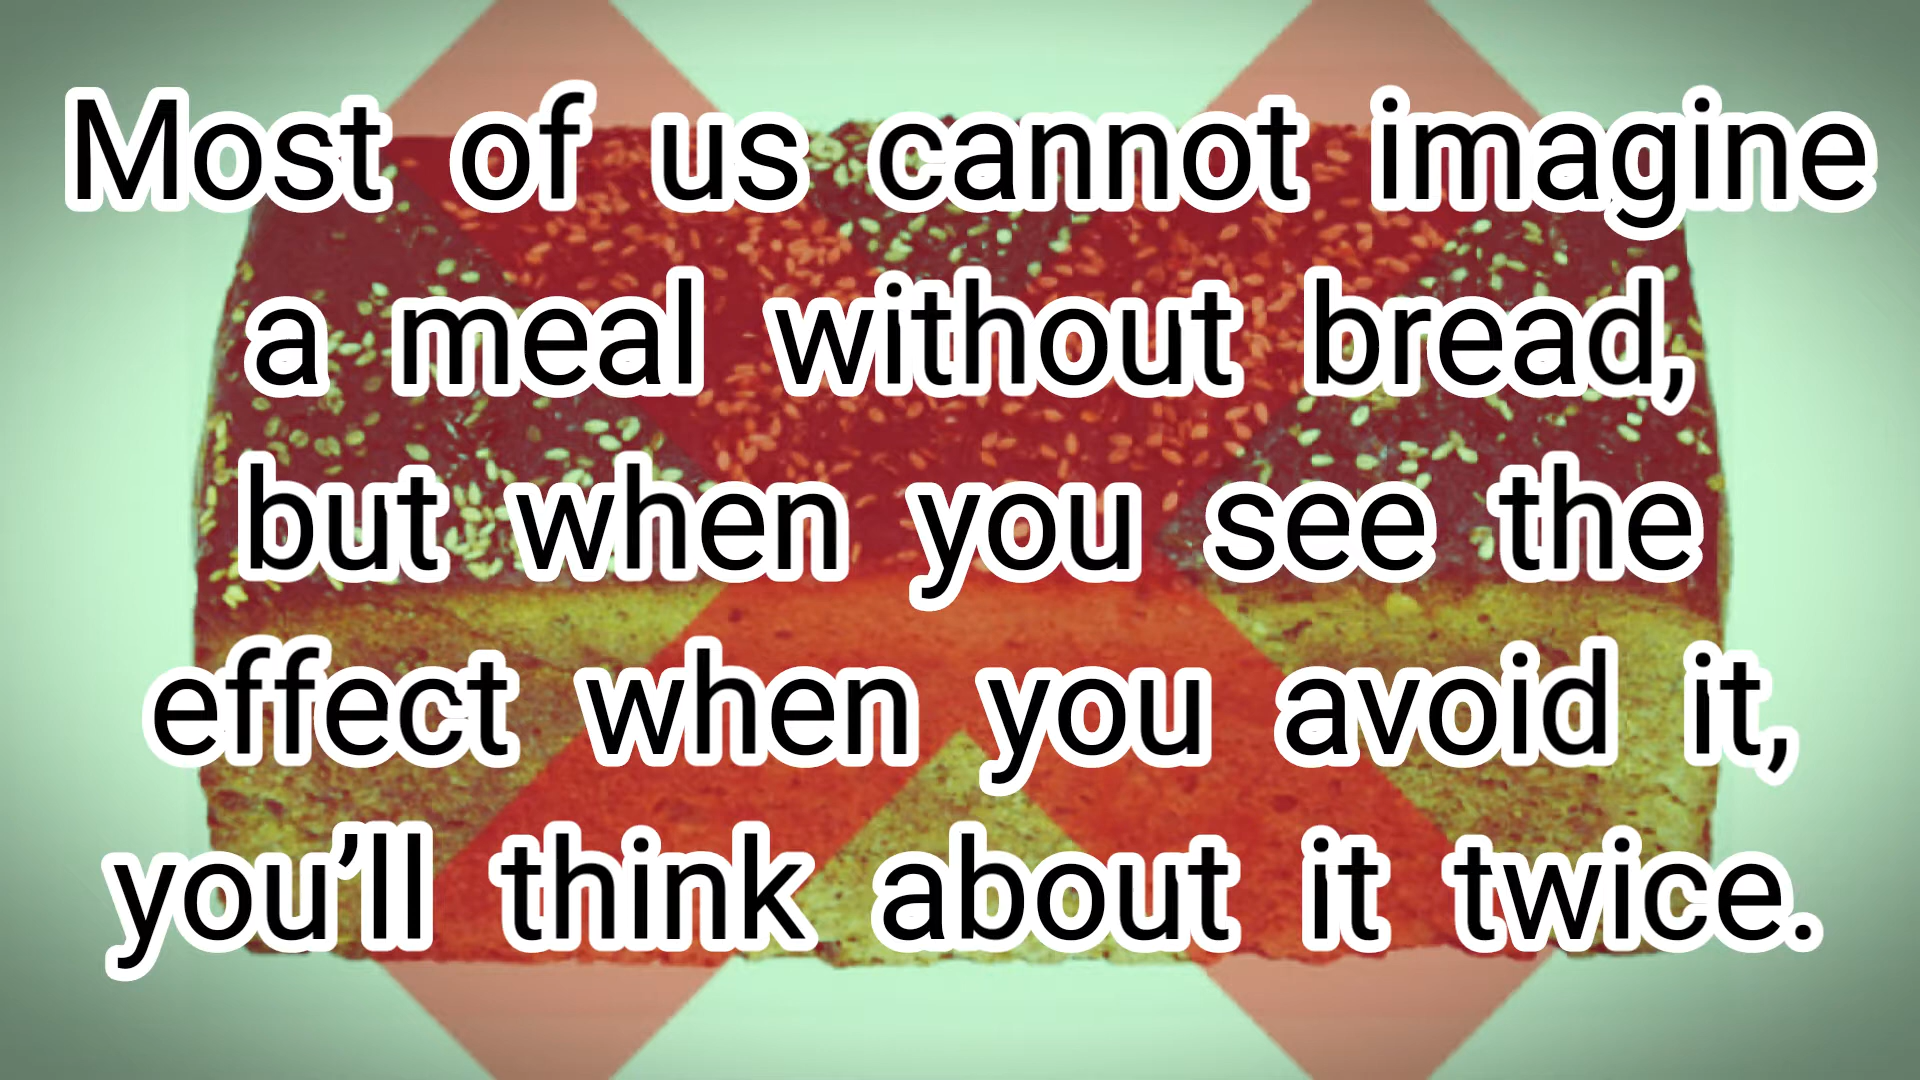 Most of us cannot imagine
a meal without bread,
but when you see the
effect when you avoid it,
you’ll think about it twice.